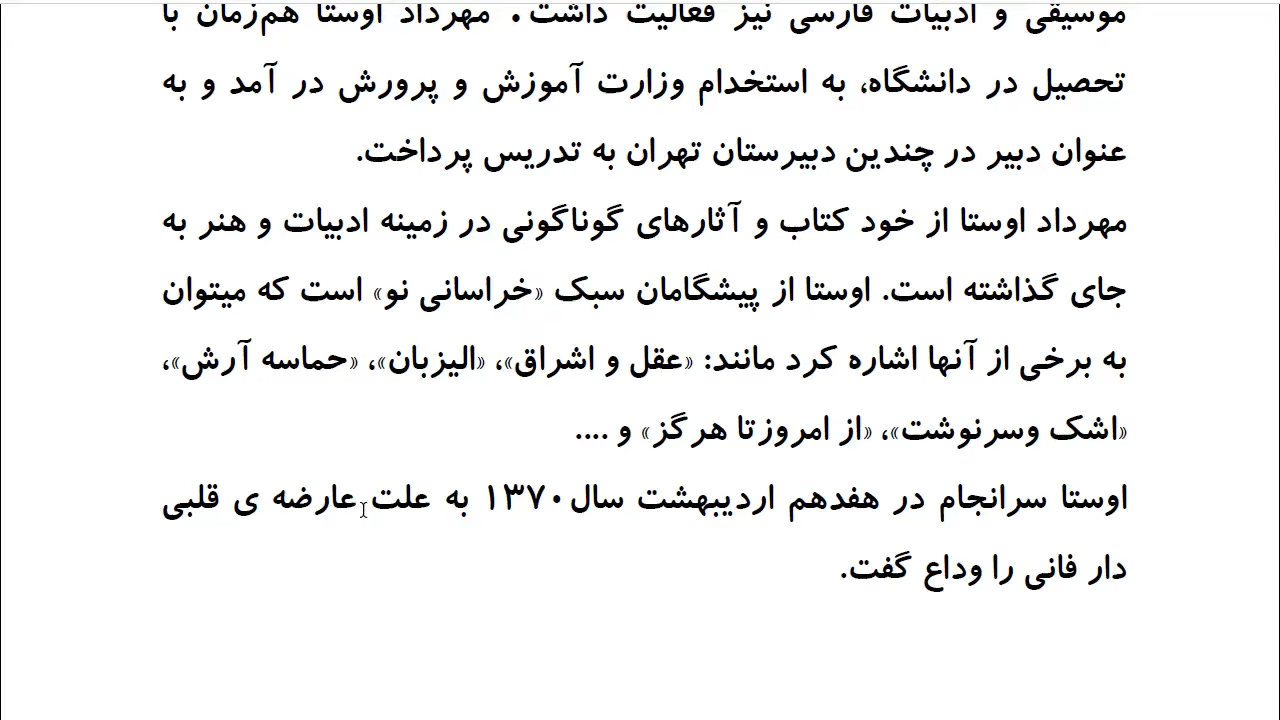 موسیقی و ادبیات فارسی نیز فعالیت داشت. مهرداد اوستا هم‌زمان با
تحصیل در دانشگاه، به استخدام وزارت آموزش و پرورش در آمد و به
عنوان دبیر در چندین دبیرستان تهران به تدریس پرداخت.
مهرداد اوستا از خود کتاب و آثارهای گوناگونی در زمینه ادبیات و هنر به
جای گذاشته است. اوستا از پیشگامان سبک «خراسانی نو» است که میتوان
به برخی از آنها اشاره کرد مانند: «عقل و اشراق»، «الیزبان»، «حماسه آرش»،
«اشک وسرنوشت»، «از امروزتا هرگز» و ....
اوستا سرانجام در هفدهم اردیبهشت سال۱۳۷۰ به علت عارضه ی قلبی
دار فانی را وداع گفت.